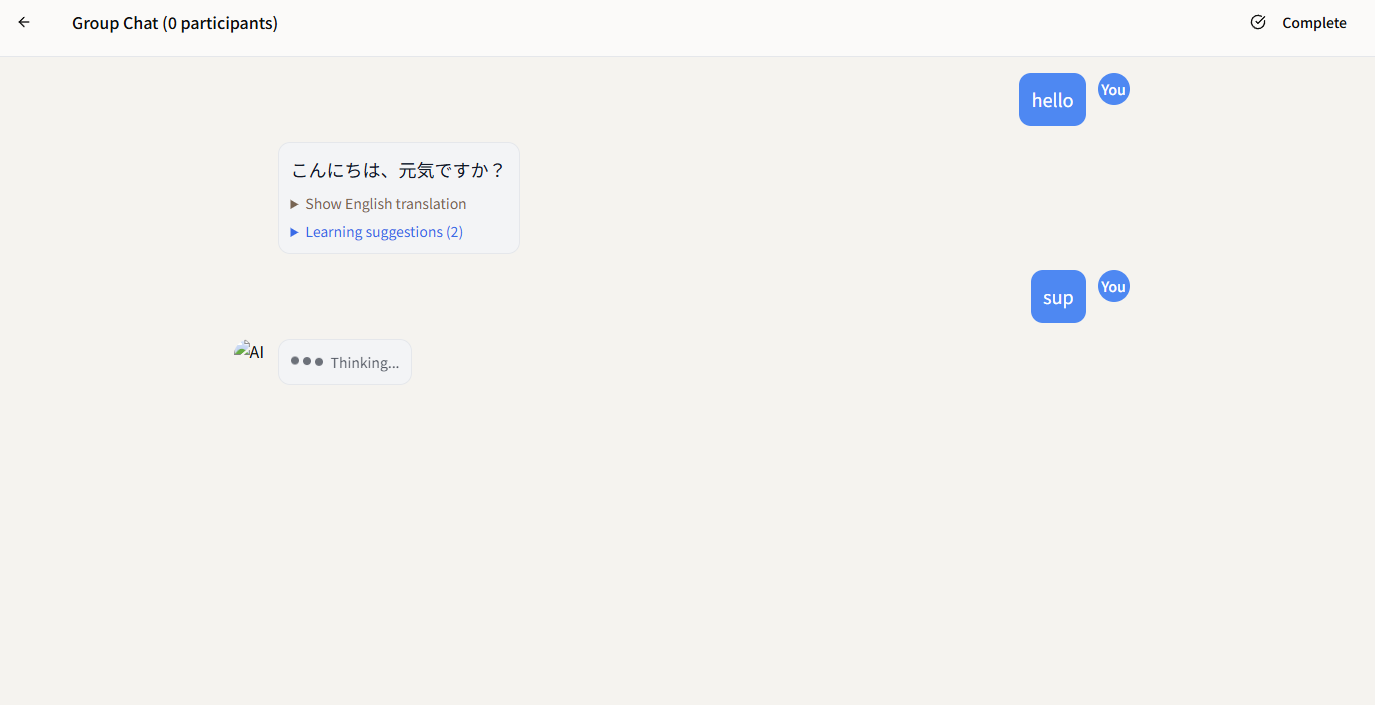 Group Chat (0 participants)
Complete
hello
You
こんにちは、元気ですか？
Show English translation
Learning suggestions (2)
sup
You
AI
Thinking...